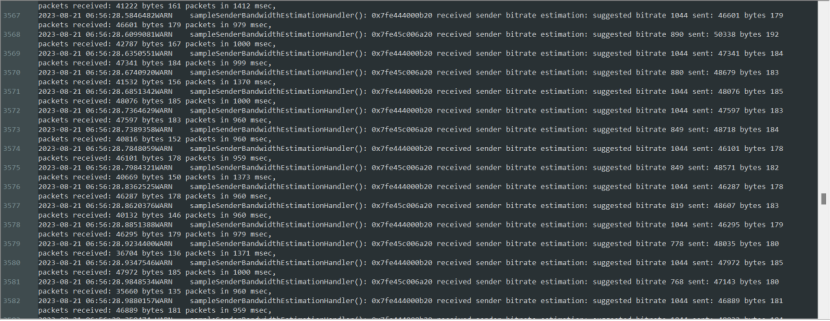 packets received: 41222 bytes 161 packets in 1412 msec,
3567 2023-08-21 06:56:28.5846482WARN sampleSenderBandwidthEstimationHandler(): 0x7fe444000b20 received sender bitrate estimation: suggested bitrate 1044 sent: 46601 bytes 179
packets received: 46601 bytes 179 packets in 979 msec,
3568 2023-08-21 06:56:28.6099081WARN sampleSenderBandwidthEstimationHandler(): 0x7fe45c006a20 received sender bitrate estimation: suggested bitrate 890 sent: 50338 bytes 192
packets received: 42787 bytes 167 packets in 1000 msec,
3569 2023-08-21 06:56:28.6350551WARN sampleSenderBandwidthEstimationHandler(): 0x7fe444000b20 received sender bitrate estimation: suggested bitrate 1044 sent: 47341 bytes 184
packets received: 47341 bytes 184 packets in 999 msec,
3570 2023-08-21 06:56:28.6740920WARN sampleSenderBandwidthEstimationHandler(): 0x7fe45c006a20 received sender bitrate estimation: suggested bitrate 880 sent: 48679 bytes 183
packets received: 41532 bytes 156 packets in 1370 msec,
3571 2023-08-21 06:56:28.6851342WARN sampleSenderBandwidthEstimationHandler(): 0x7fe444000b20 received sender bitrate estimation: suggested bitrate 1044 sent: 48076 bytes 185
packets received: 48076 bytes 185 packets in 1000 msec,
3572 2023-08-21 06:56:28.7364629WARN sampleSenderBandwidthEstimationHandler(): 0x7fe444000b20 received sender bitrate estimation: suggested bitrate 1044 sent: 47597 bytes 183
packets received: 47597 bytes 183 packets in 960 msec,
3573 2023-08-21 06:56:28.7389358WARN sampleSenderBandwidthEstimationHandler(): 0x7fe45c006a20 received sender bitrate estimation: suggested bitrate 849 sent: 48718 bytes 184
packets received: 40816 bytes 152 packets in 960 msec,
3574 2023-08-21 06:56:28.7848059WARN sampleSenderBandwidthEstimationHandler(): 0x7fe444000b20 received sender bitrate estimation: suggested bitrate 1044 sent: 46101 bytes 178
packets received: 46101 bytes 178 packets in 959 msec,
3575 2023-08-21 06:56:28.7984321WARN sampleSenderBandwidthEstimationHandler(): 0x7fe45c006a20 received sender bitrate estimation: suggested bitrate 849 sent: 48571 bytes 182
packets received: 40669 bytes 150 packets in 1373 msec,
3576 2023-08-21 06:56:28.8362525WARN sampleSenderBandwidthEstimationHandler(): 0x7fe444000b20 received sender bitrate estimation: suggested bitrate 1044 sent: 46287 bytes 178
packets received: 46287 bytes 178 packets in 960 msec,
3577 2023-08-21 06:56:28.8620376WARN sampleSenderBandwidthEstimationHandler(): 0x7fe45c006a20 received sender bitrate estimation: suggested bitrate 819 sent: 48607 bytes 183
packets received: 40132 bytes 146 packets in 960 msec,
3578 2023-08-21 06:56:28.8851388WARN sampleSenderBandwidthEstimationHandler(): 0x7fe444000b20 received sender bitrate estimation: suggested bitrate 1044 sent: 46295 bytes 179
packets received: 46295 bytes 179 packets in 979 msec,
3579 2023-08-21 06:56:28.9234400WARN sampleSenderBandwidthEstimationHandler(): 0x7fe45c006a20 received sender bitrate estimation: suggested bitrate 778 sent: 48035 bytes 180
packets received: 36704 bytes 136 packets in 1371 msec,
3580 2023-08-21 06:56:28.9347546WARN sampleSenderBandwidthEstimationHandler(): 0x7fe444000b20 received sender bitrate estimation: suggested bitrate 1044 sent: 47972 bytes 185
packets received: 47972 bytes 185 packets in 1000 msec,
3581 2023-08-21 06:56:28.9848534WARN sampleSenderBandwidthEstimationHandler(): 0x7fe45c006a20 received sender bitrate estimation: suggested bitrate 768 sent: 47143 bytes 180
packets received: 35660 bytes 135 packets in 960 msec,
3582 2023-08-21 06:56:28.9880157WARN sampleSenderBandwidthEstimationHandler(): 0x7fe444000b20 received sender bitrate estimation: suggested bitrate 1044 sent: 46889 bytes 181
packets received: 46889 bytes 181 packets in 959 msec,